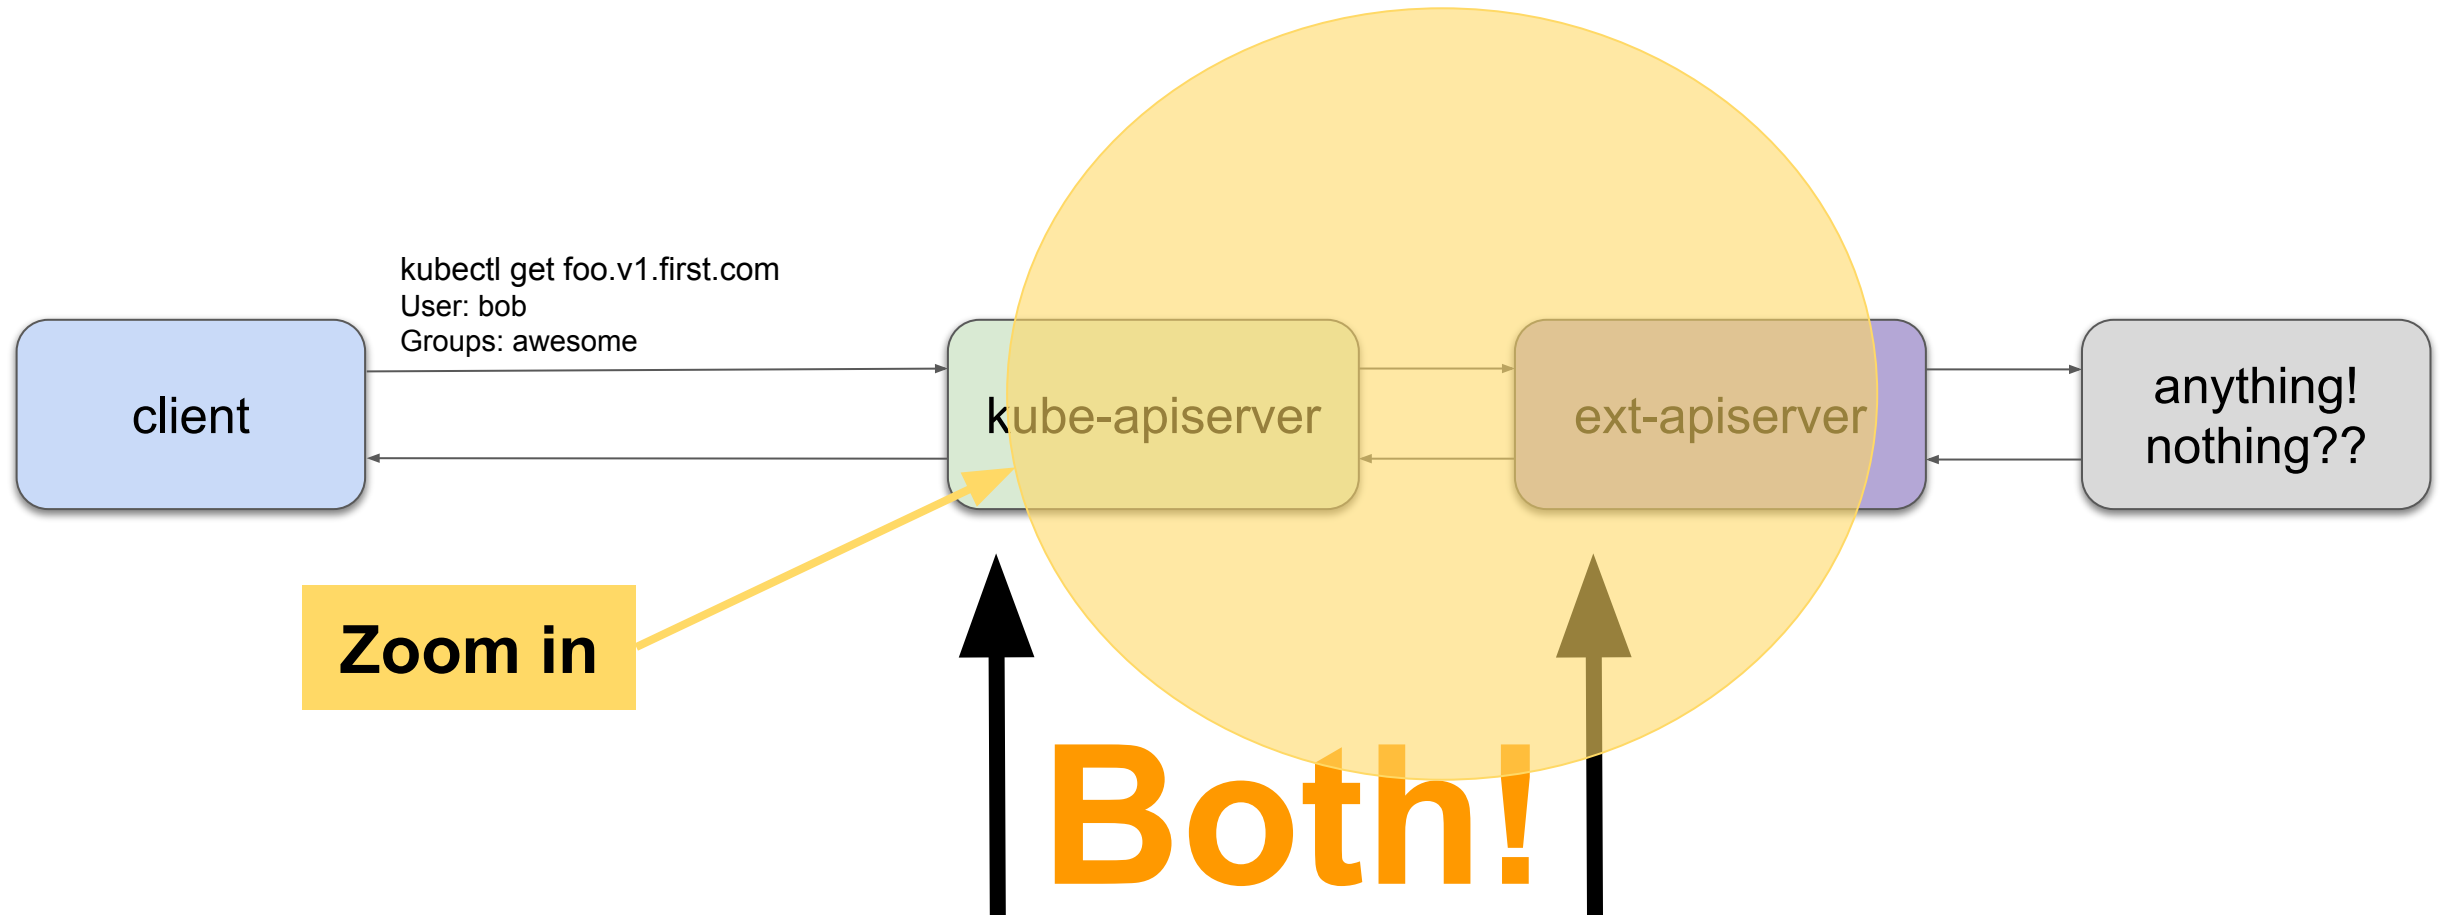 kubectl get foo.v1.first.com
User: bob
Groups: awesome
client
kube-apiserver
ext-apiserver
anything!
nothing??
Zoom in
Both!